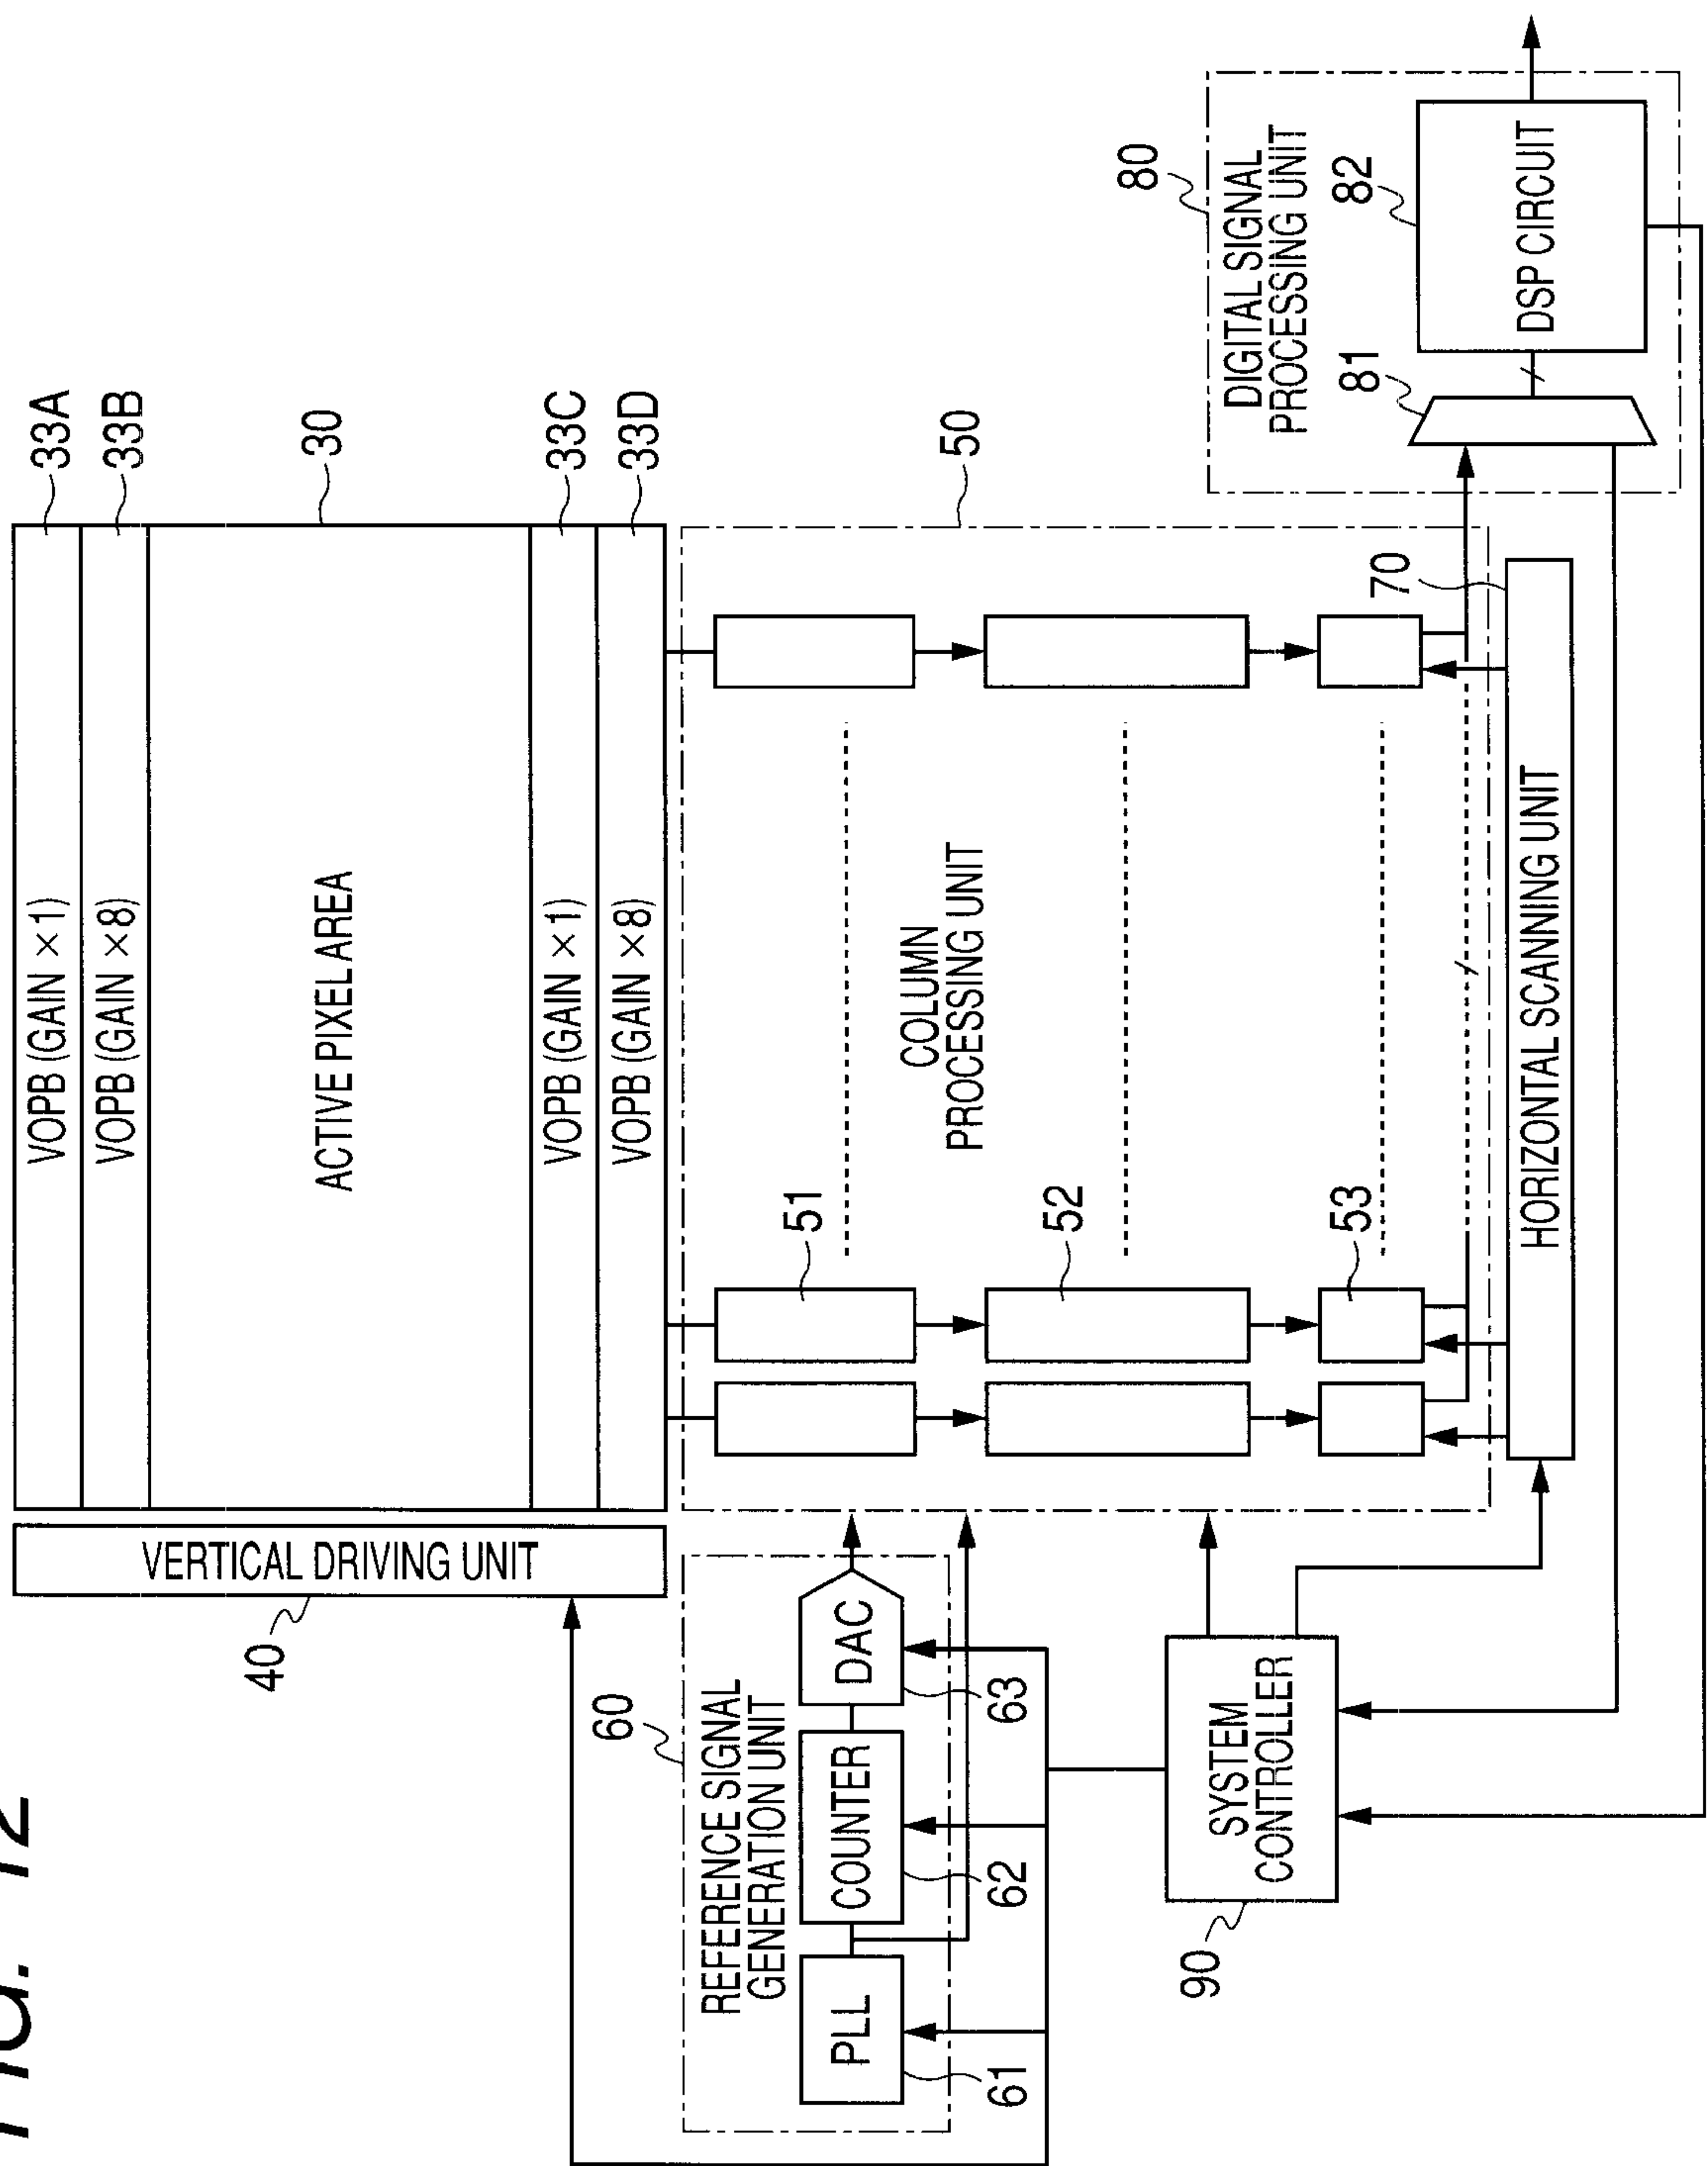 FIG. 12
VOPB (GAIN ×1)
33A
VOPB (GAIN ×8)
33B
ACTIVE PIXEL AREA
30
VOPB (GAIN ×1)
33C
VOPB (GAIN ×8)
33D
VERTICAL DRIVING UNIT
40
60
REFERENCE SIGNAL
GENERATION UNIT
PLL
COUNTER
DAC
61
62
63
50
51
COLUMN
PROCESSING UNIT
52
53
70
HORIZONTAL SCANNING UNIT
SYSTEM
CONTROLLER
90
80
DIGITAL SIGNAL
PROCESSING UNIT
81
82
DSP CIRCUIT